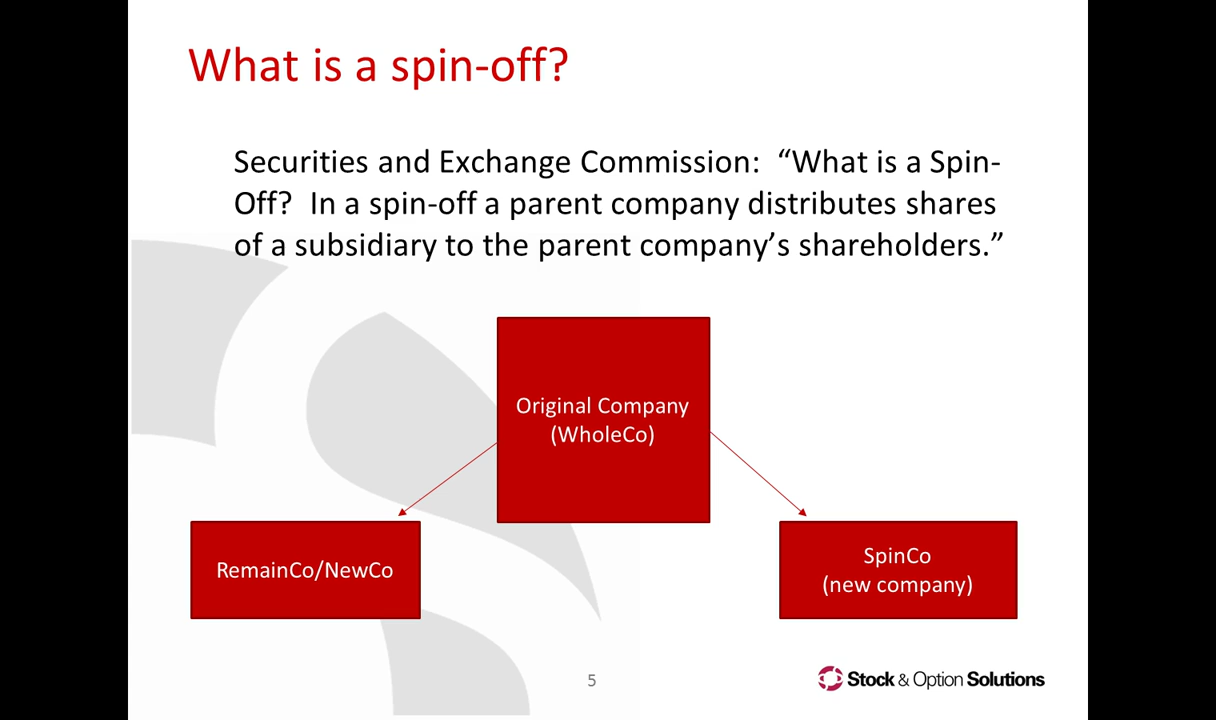 What is a spin-off?
Securities and Exchange Commission:  “What is a Spin-
Off?  In a spin-off a parent company distributes shares
of a subsidiary to the parent company’s shareholders.”
Original Company
(WholeCo)
RemainCo/NewCo
SpinCo
(new company)
5
Stock & Option Solutions